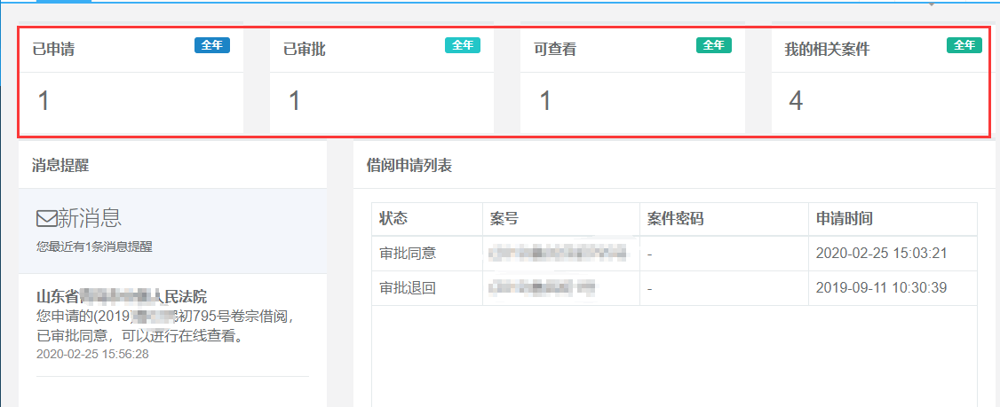 已申请 全年
1
已审批 全年
1
可查看 全年
1
我的相关案件 全年
4
消息提醒
新消息
您最近有1条消息提醒
山东省 人民法院
您申请的(2019) 初795号卷宗借阅，
已审批同意，可以进行在线查看。
2020-02-25 15:56:28
借阅申请列表
状态 案号 案件密码 申请时间
审批同意 - 2020-02-25 15:03:21
审批退回 - 2019-09-11 10:30:39